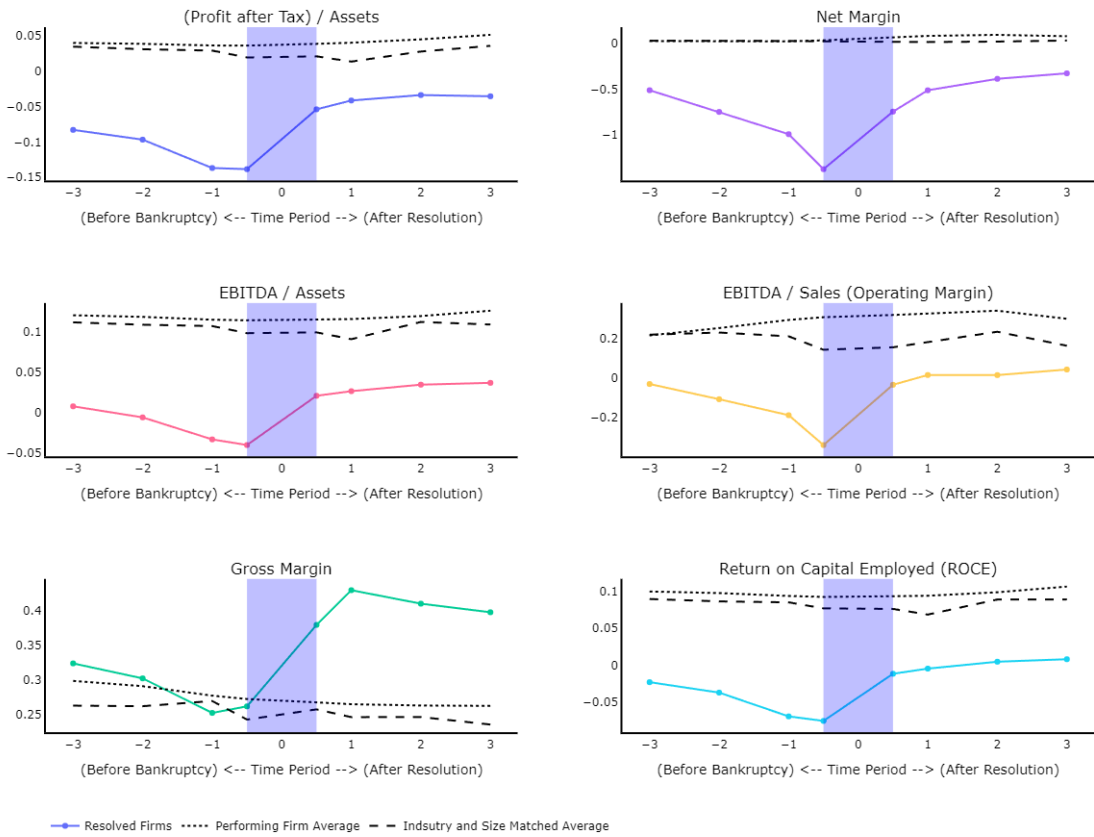 (Profit after Tax) / Assets
Net Margin
0.05
0
−0.05
−0.1
−0.15
0
−0.5
−1
−3 −2 −1 0 1 2 3
−3 −2 −1 0 1 2 3
(Before Bankruptcy) <-- Time Period --> (After Resolution)
(Before Bankruptcy) <-- Time Period --> (After Resolution)
EBITDA / Assets
EBITDA / Sales (Operating Margin)
0.1
0.05
0
−0.05
0.2
0
−0.2
−3 −2 −1 0 1 2 3
−3 −2 −1 0 1 2 3
(Before Bankruptcy) <-- Time Period --> (After Resolution)
(Before Bankruptcy) <-- Time Period --> (After Resolution)
Gross Margin
Return on Capital Employed (ROCE)
0.4
0.35
0.3
0.25
0.1
0.05
0
−0.05
−3 −2 −1 0 1 2 3
−3 −2 −1 0 1 2 3
(Before Bankruptcy) <-- Time Period --> (After Resolution)
(Before Bankruptcy) <-- Time Period --> (After Resolution)
Resolved Firms Performing Firm Average Indsutry and Size Matched Average